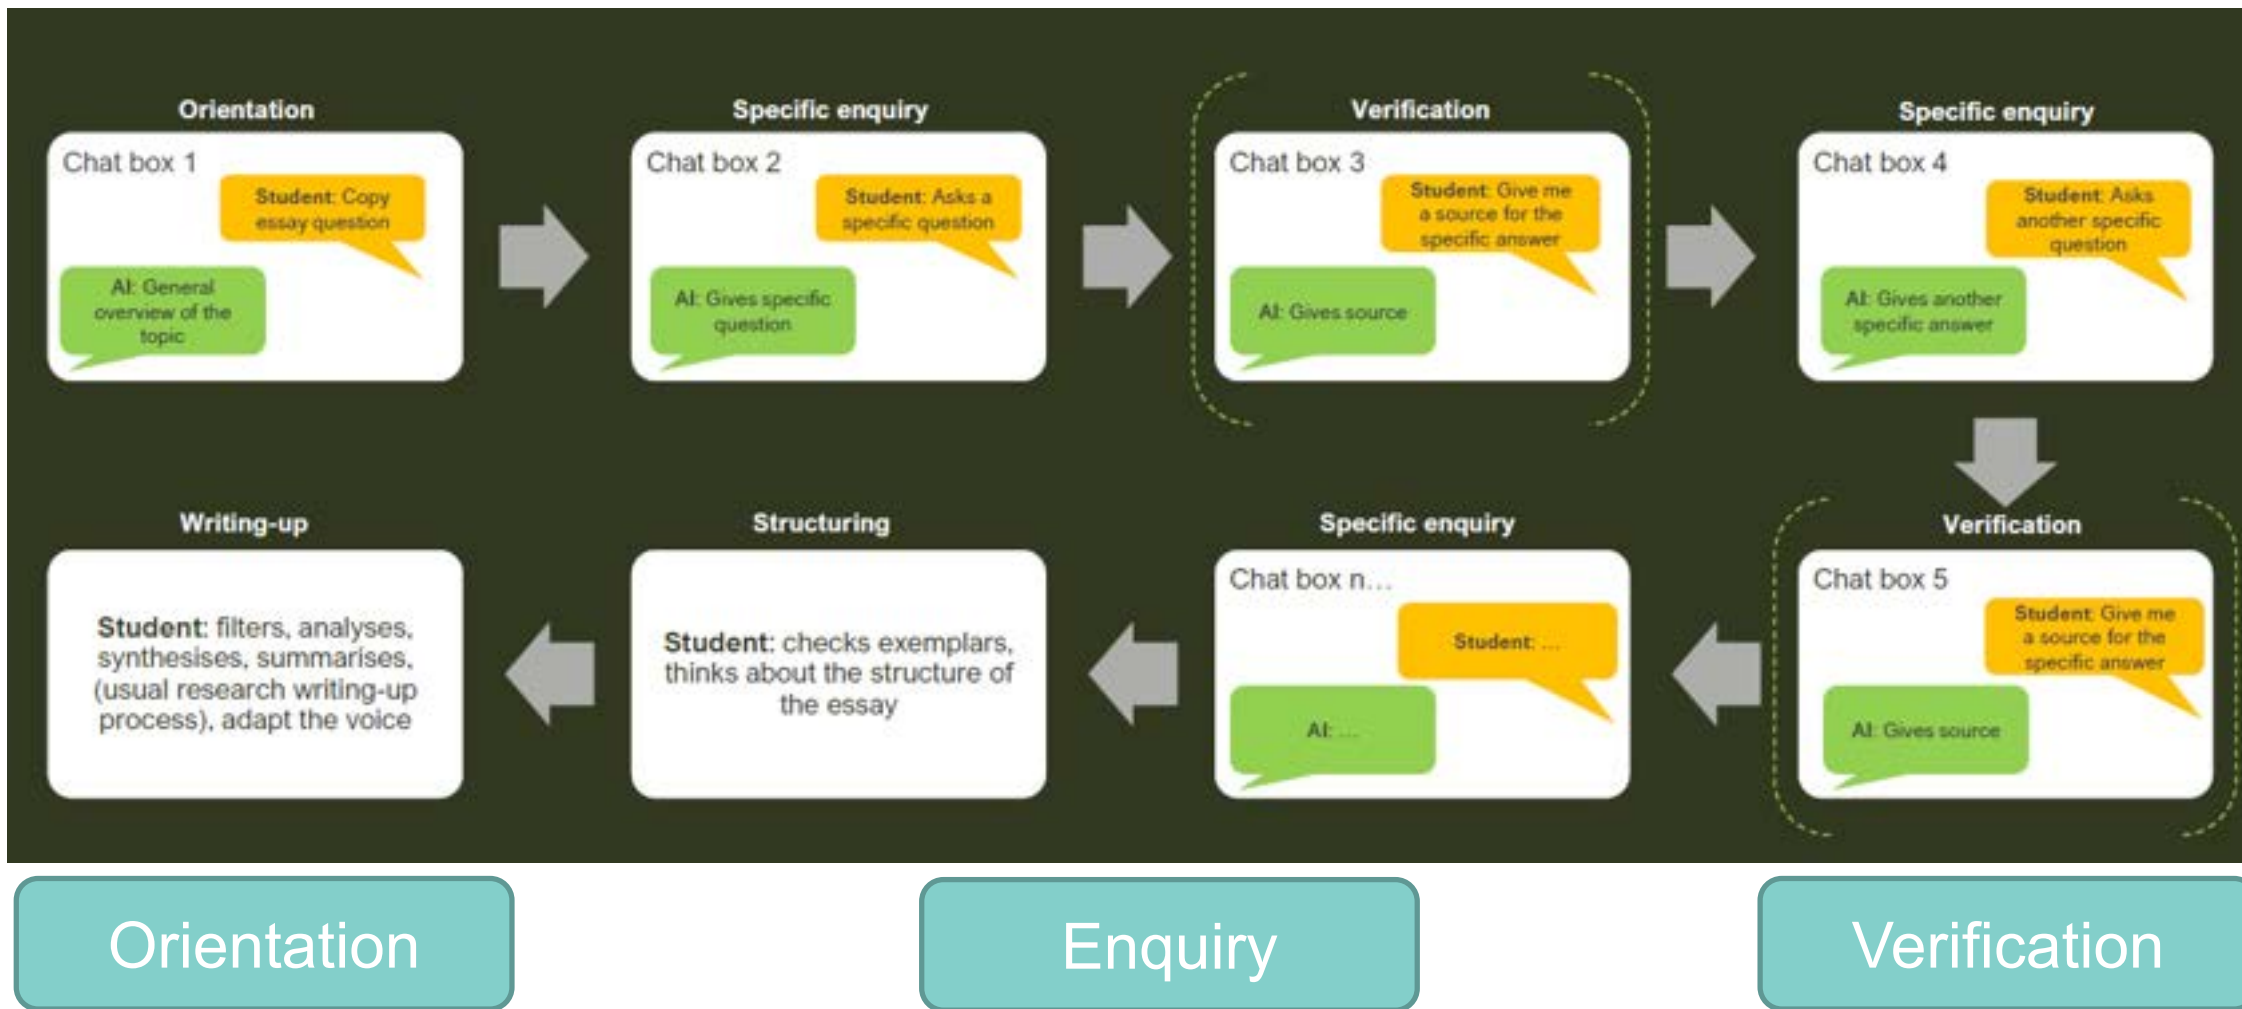 Orientation
Chat box 1
Student: Copy
essay question
AI: General
overview of the
topic
Specific enquiry
Chat box 2
Student: Asks a
specific question
AI: Gives specific
question
Verification
Chat box 3
Student: Give me
a source for the
specific answer
AI: Gives source
Specific enquiry
Chat box 4
Student: Asks
another specific
question
AI: Gives another
specific answer
Verification
Chat box 5
Student: Give me
a source for the
specific answer
AI: Gives source
Specific enquiry
Chat box n...
Student: ...
AI: ...
Structuring
Student: checks exemplars,
thinks about the structure of
the essay
Writing-up
Student: filters, analyses,
synthesises, summarises,
(usual research writing-up
process), adapt the voice
Orientation
Enquiry
Verification